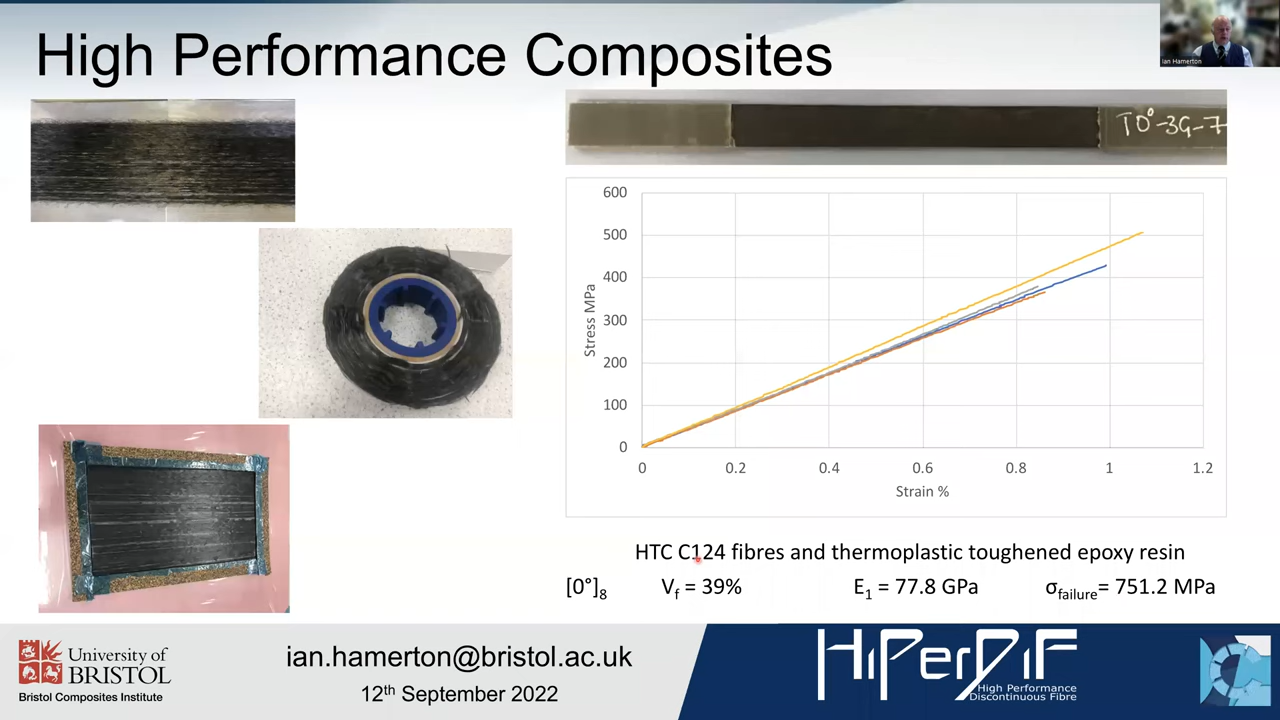 High Performance Composites
Ian Hamerton
T0°-3G-7
Stress MPa
600
500
400
300
200
100
0
0 0.2 0.4 0.6 0.8 1 1.2
Strain %
HTC C124 fibres and thermoplastic toughened epoxy resin
[0°]8 Vf = 39% E1 = 77.8 GPa σfailure= 751.2 MPa
University of
BRISTOL
Bristol Composites Institute
ian.hamerton@bristol.ac.uk
12th September 2022
HiPerDiF
High Performance
Discontinuous Fibre